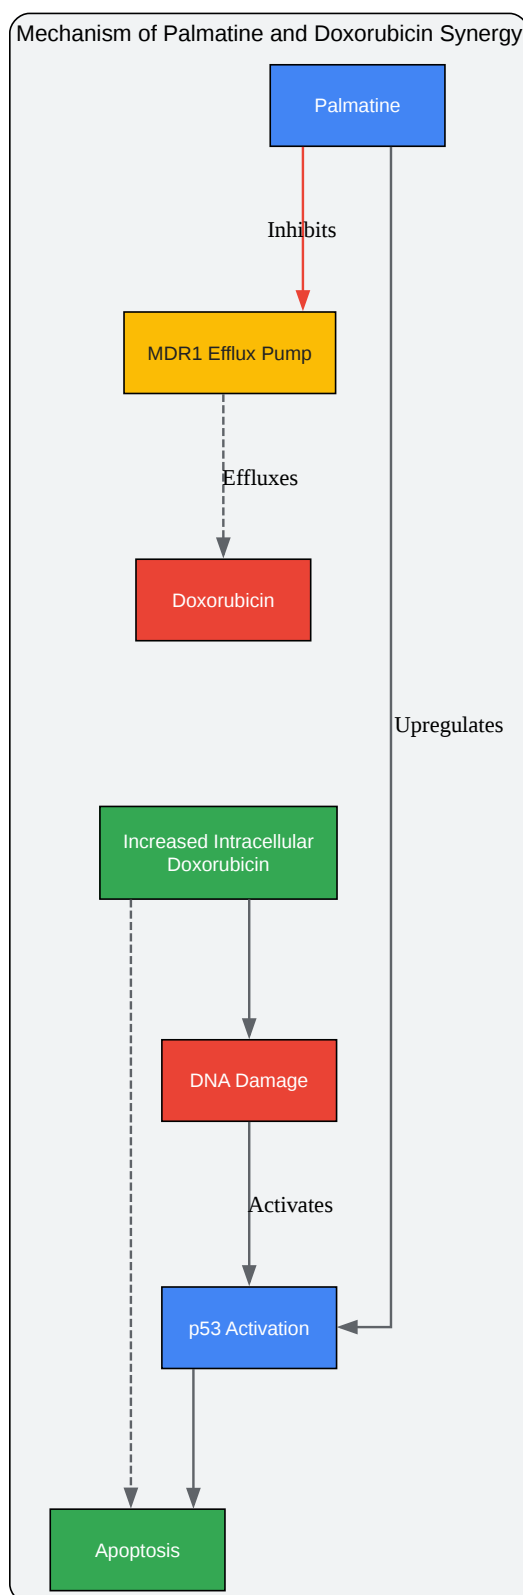 Mechanism of Palmatine and Doxorubicin Synergy
Palmatine
Inhibits
MDR1 Efflux Pump
Effluxes
Doxorubicin
Upregulates
Increased Intracellular
Doxorubicin
DNA Damage
Activates
p53 Activation
Apoptosis